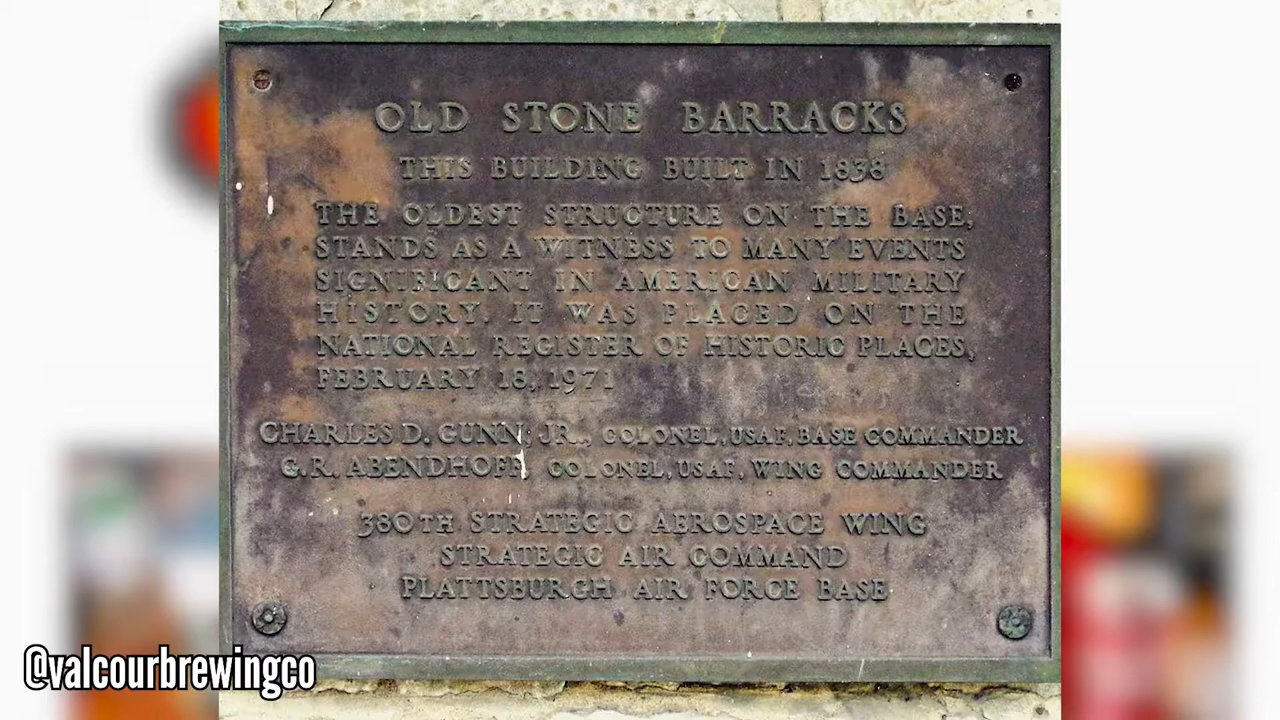 OLD STONE BARRACKS
THIS BUILDING BUILT IN 1838
THE OLDEST STRUCTURE ON THE BASE,
STANDS AS A WITNESS TO MANY EVENTS
SIGNIFICANT IN AMERICAN MILITARY
HISTORY. IT WAS PLACED ON THE
NATIONAL REGISTER OF HISTORIC PLACES,
FEBRUARY 18, 1971
CHARLES D. GUNN, JR., COLONEL, USAF, BASE COMMANDER
G.R. ABENDHOFF, COLONEL, USAF, WING COMMANDER
380TH STRATEGIC AEROSPACE WING
STRATEGIC AIR COMMAND
PLATTSBURGH AIR FORCE BASE
@valcourbrewingco